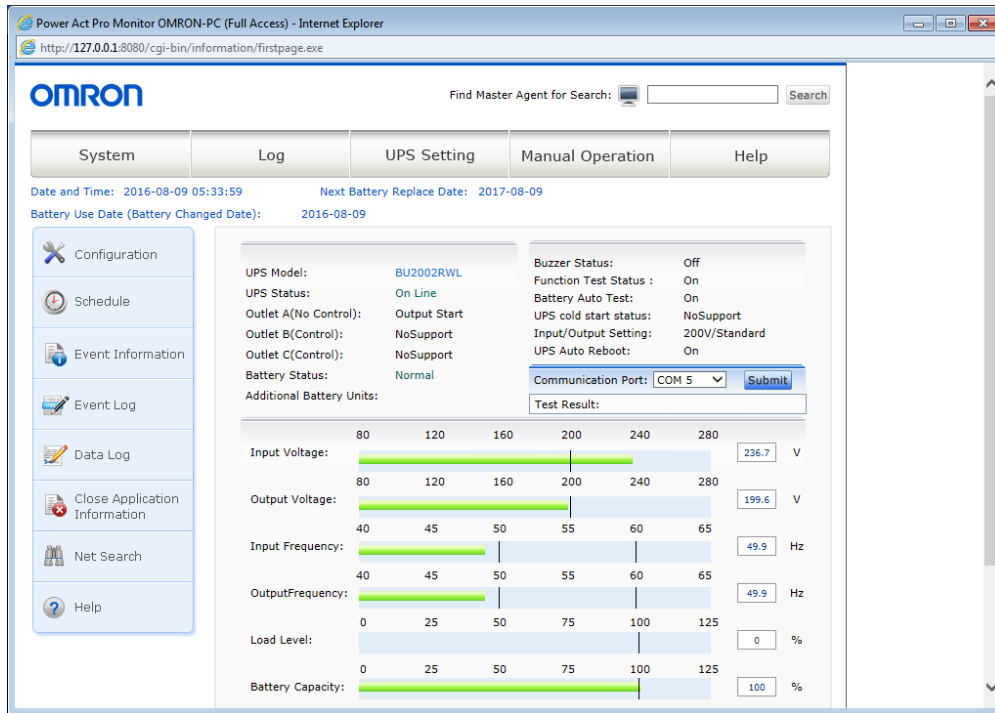 Power Act Pro Monitor OMRON-PC (Full Access) - Internet Explorer
http://127.0.0.1:8080/cgi-bin/information/firstpage.exe
OMRON
Find Master Agent for Search: Search
System Log UPS Setting Manual Operation Help
Date and Time: 2016-08-09 05:33:59 Next Battery Replace Date: 2017-08-09
Battery Use Date (Battery Changed Date): 2016-08-09
Configuration
Schedule
Event Information
Event Log
Data Log
Close Application
Information
Net Search
Help
UPS Model: BU2002RWL
UPS Status: On Line
Outlet A(No Control): Output Start
Outlet B(Control): NoSupport
Outlet C(Control): NoSupport
Battery Status: Normal
Additional Battery Units:
Buzzer Status: Off
Function Test Status : On
Battery Auto Test: On
UPS cold start status: NoSupport
Input/Output Setting: 200V/Standard
UPS Auto Reboot: On
Communication Port: COM 5 Submit
Test Result:
80 120 160 200 240 280
Input Voltage: 236.7 V
80 120 160 200 240 280
Output Voltage: 199.6 V
40 45 50 55 60 65
Input Frequency: 49.9 Hz
40 45 50 55 60 65
OutputFrequency: 49.9 Hz
0 25 50 75 100 125
Load Level: 0 %
0 25 50 75 100 125
Battery Capacity: 100 %